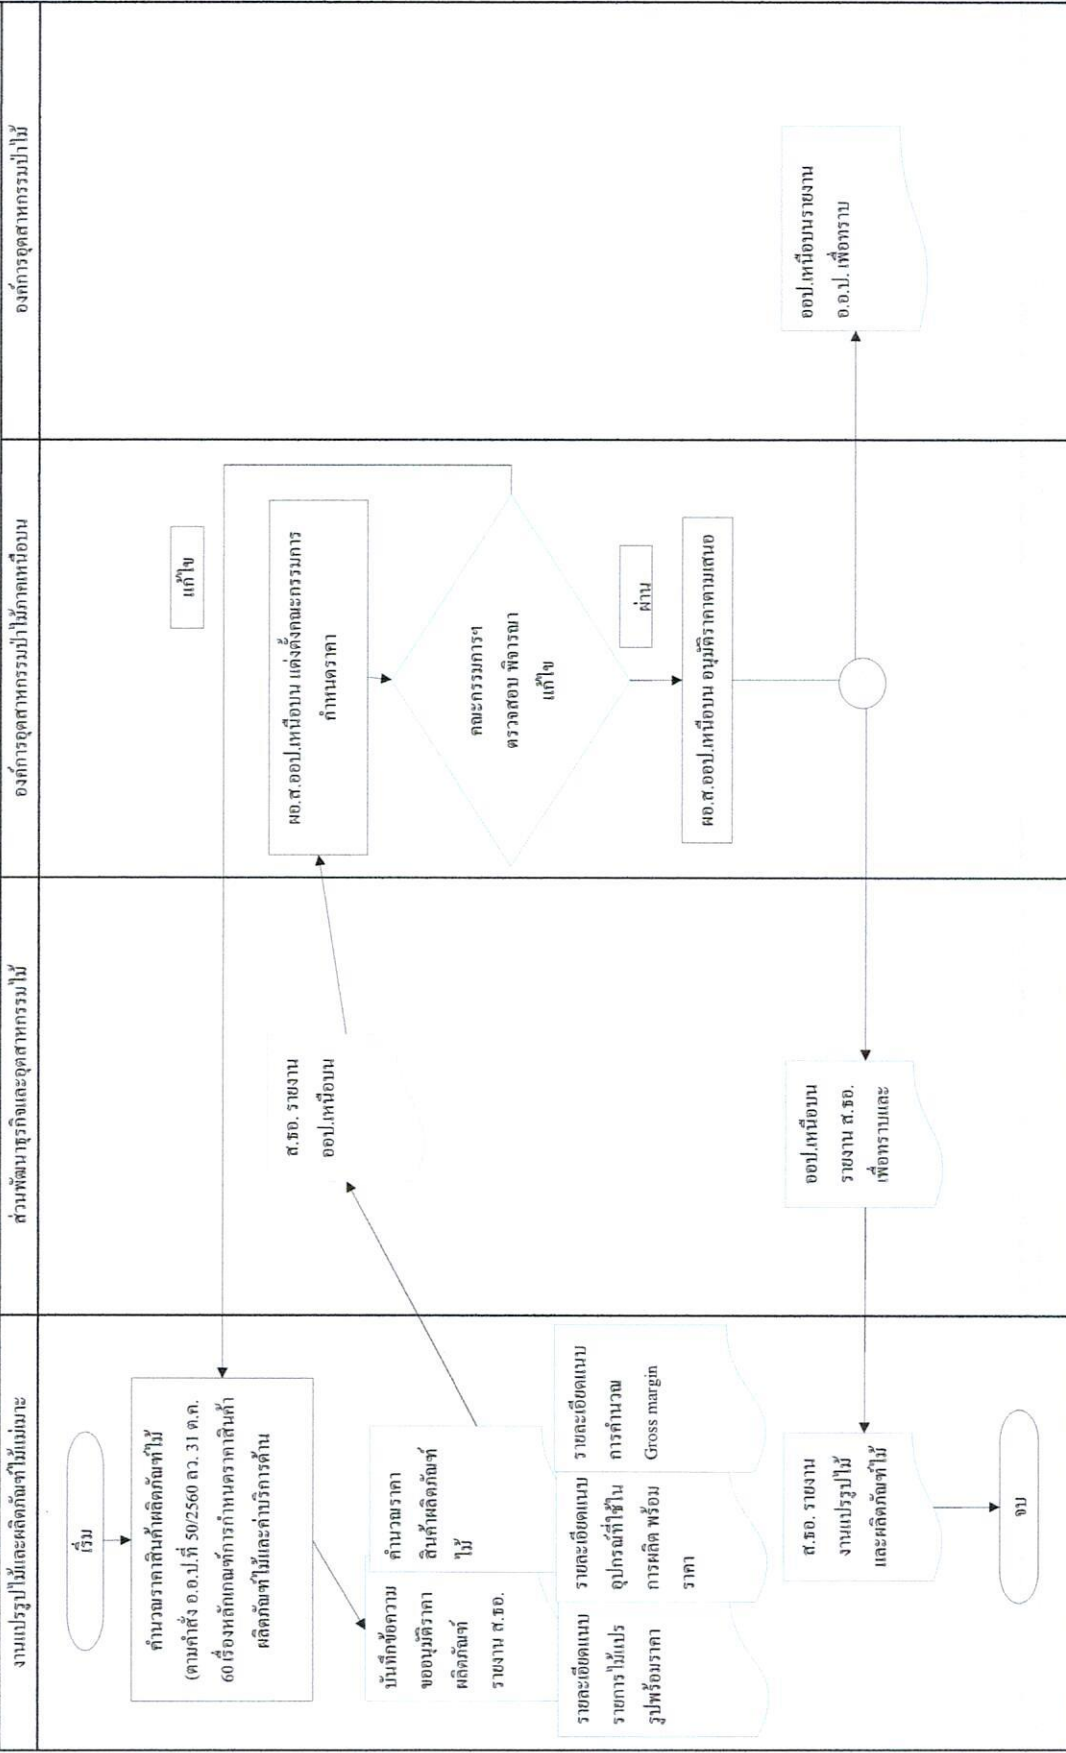 งานแปรรูปไม้และผลิตภัณฑ์ไม้แม่เมาะ
ส่วนพัฒนาธุรกิจและอุตสาหกรรมไม้
องค์การอุตสาหกรรมป่าไม้ภาคเหนือบน
องค์การอุตสาหกรรมป่าไม้
เริ่ม
คำนวณราคาสินค้าผลิตภัณฑ์ไม้
(ตามคำสั่ง อ.อ.ป.ที่ 50/2560 ลว. 31 ต.ค.
60 เรื่องหลักเกณฑ์การกำหนดราคาสินค้า
ผลิตภัณฑ์ไม้และค่าบริการด้าน
บันทึกข้อความ
ขออนุมัติราคา
ผลิตภัณฑ์
รายงาน ส.ธอ.
คำนวณราคา
สินค้าผลิตภัณฑ์
ไม้
รายละเอียดแนบ
รายการไม้แปร
รูปพร้อมราคา
รายละเอียดแนบ
อุปกรณ์ที่ใช้ใน
การผลิต พร้อม
ราคา
รายละเอียดแนบ
การคำนวณ
Gross margin
ส.ธอ. รายงาน
ออป.เหนือบน
แก้ไข
ผอ.ส.ออป.เหนือบน แต่งตั้งคณะกรรมการ
กำหนดราคา
คณะกรรมการฯ
ตรวจสอบ พิจารณา
แก้ไข
ผ่าน
ผอ.ส.ออป.เหนือบน อนุมัติราคาตามเสนอ
ออป.เหนือบนรายงาน
อ.อ.ป. เพื่อทราบ
ออป.เหนือบน
รายงาน ส.ธอ.
เพื่อทราบและ
ส.ธอ. รายงาน
งานแปรรูปไม้
และผลิตภัณฑ์ไม้
จบ